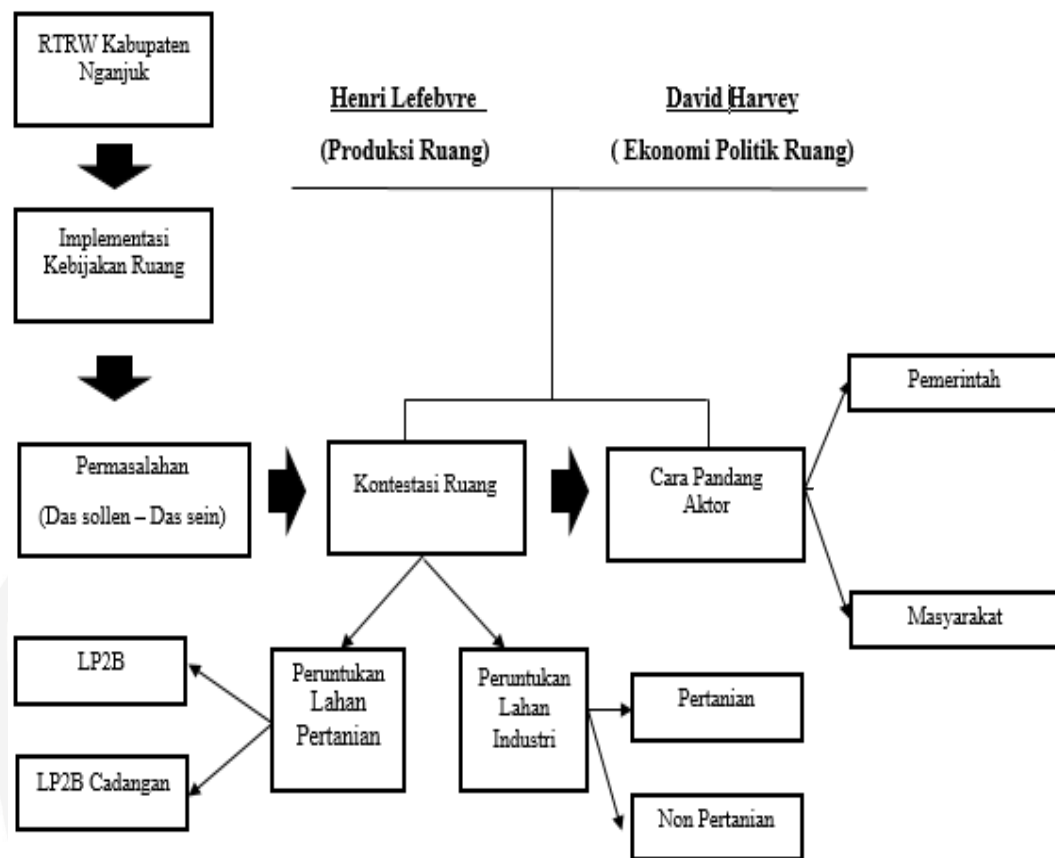 RTRW Kabupaten
Nganjuk
Henri Lefebvre
(Produksi Ruang)
David Harvey
( Ekonomi Politik Ruang)
Implementasi
Kebijakan Ruang
Permasalahan
(Das sollen – Das sein)
Kontestasi Ruang
Cara Pandang
Aktor
Pemerintah
Masyarakat
LP2B
LP2B Cadangan
Peruntukan
Lahan
Pertanian
Peruntukan
Lahan
Industri
Pertanian
Non Pertanian